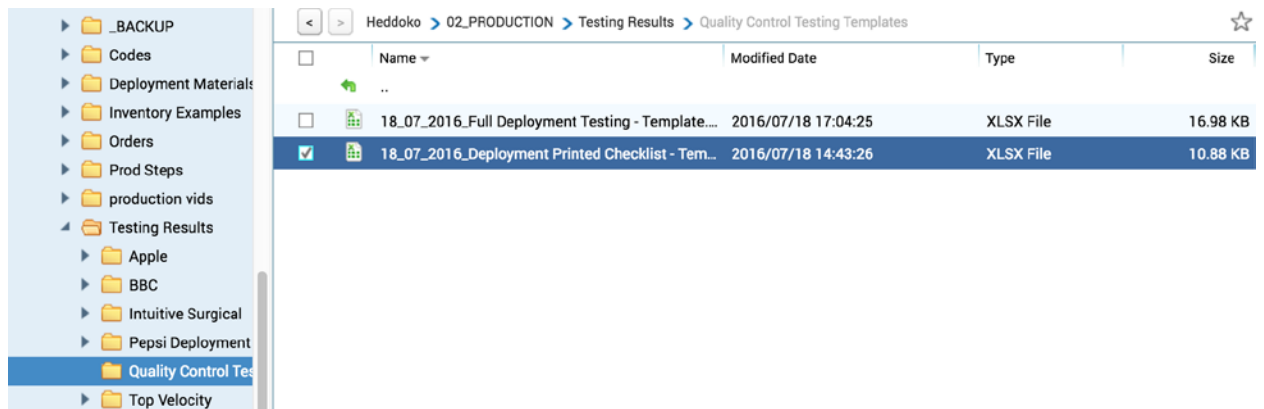 _BACKUP
Codes
Deployment Materials
Inventory Examples
Orders
Prod Steps
production vids
Testing Results
Apple
BBC
Intuitive Surgical
Pepsi Deployment
Quality Control Tes
Top Velocity
< > Heddoko > 02_PRODUCTION > Testing Results > Quality Control Testing Templates
Name Modified Date Type Size
..
18_07_2016_Full Deployment Testing - Template.... 2016/07/18 17:04:25 XLSX File 16.98 KB
18_07_2016_Deployment Printed Checklist - Tem... 2016/07/18 14:43:26 XLSX File 10.88 KB